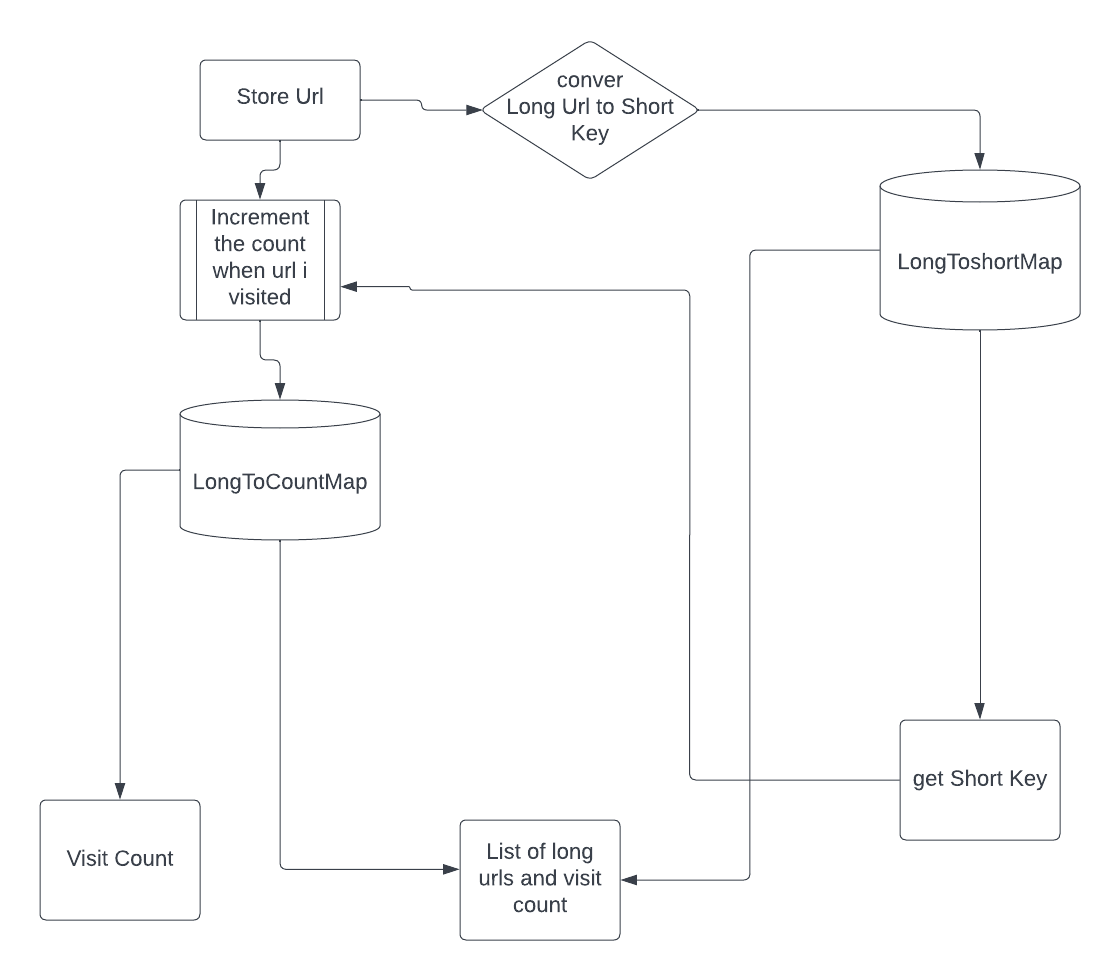 Store Url
conver
Long Url to Short
Key
Increment
the count
when url i
visited
LongToshortMap
LongToCountMap
get Short Key
Visit Count
List of long
urls and visit
count